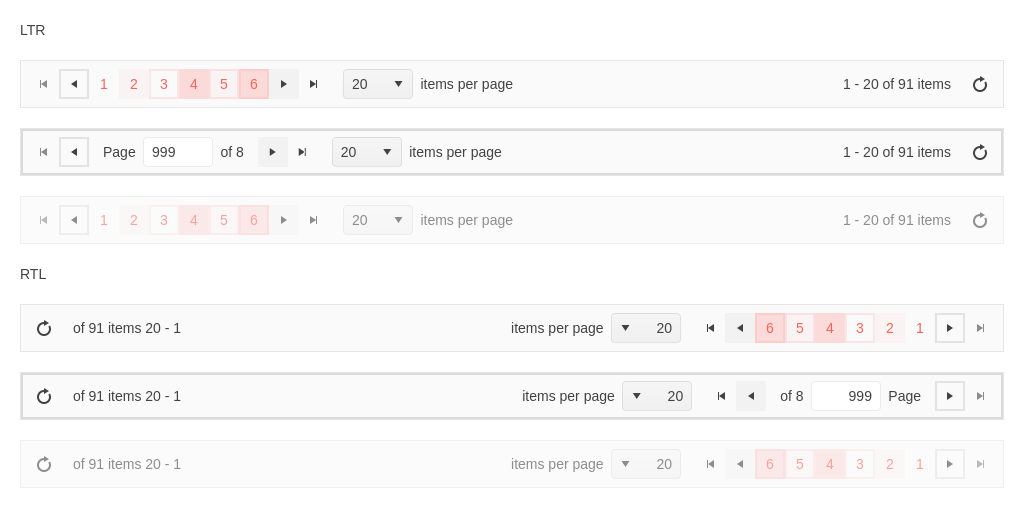 LTR
1 2 3 4 5 6 20 items per page 1 - 20 of 91 items
Page 999 of 8 20 items per page 1 - 20 of 91 items
1 2 3 4 5 6 20 items per page 1 - 20 of 91 items
RTL
of 91 items 20 - 1 items per page 20 6 5 4 3 2 1
of 91 items 20 - 1 items per page 20 of 8 999 Page
of 91 items 20 - 1 items per page 20 6 5 4 3 2 1